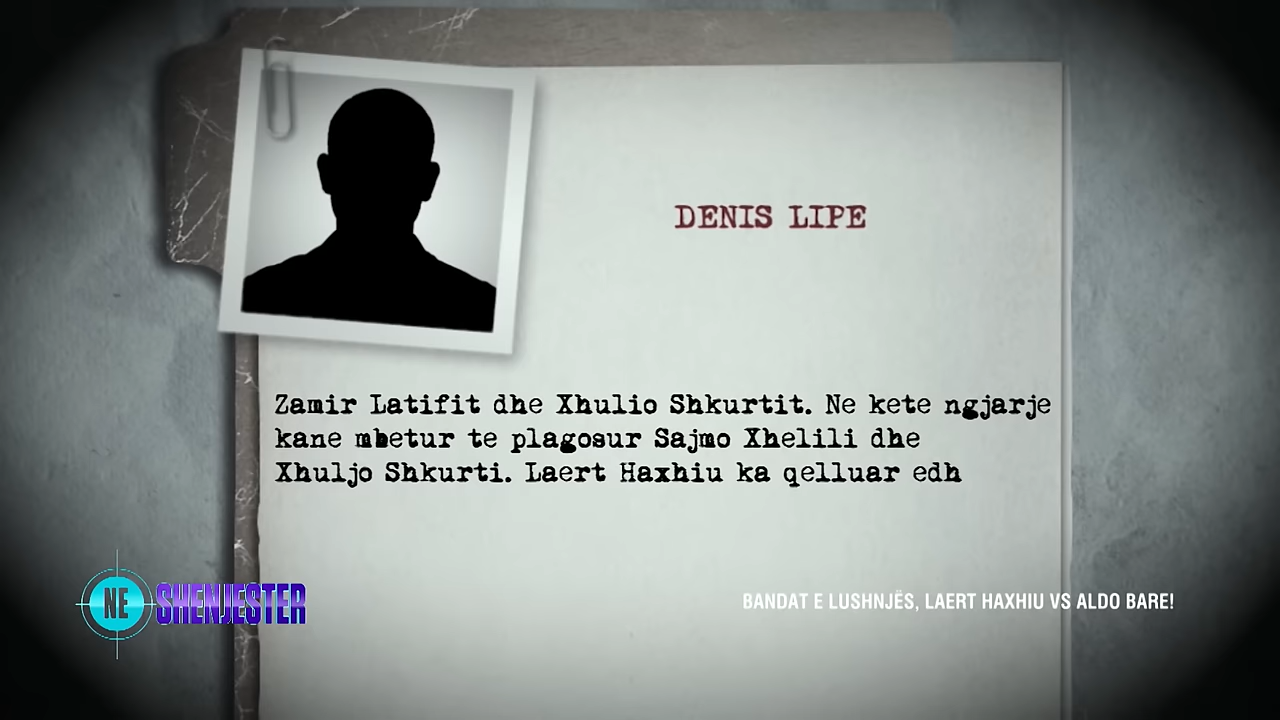 DENIS LIPE
Zamir Latifit dhe Xhulio Shkurtit. Ne kete ngjarje
kane mbetur te plagosur Sajmo Xhelili dhe
Xhuljo Shkurti. Laert Haxhiu ka qelluar edh
NE SHENJESTER
BANDAT E LUSHNJËS, LAERT HAXHIU VS ALDO BARE!